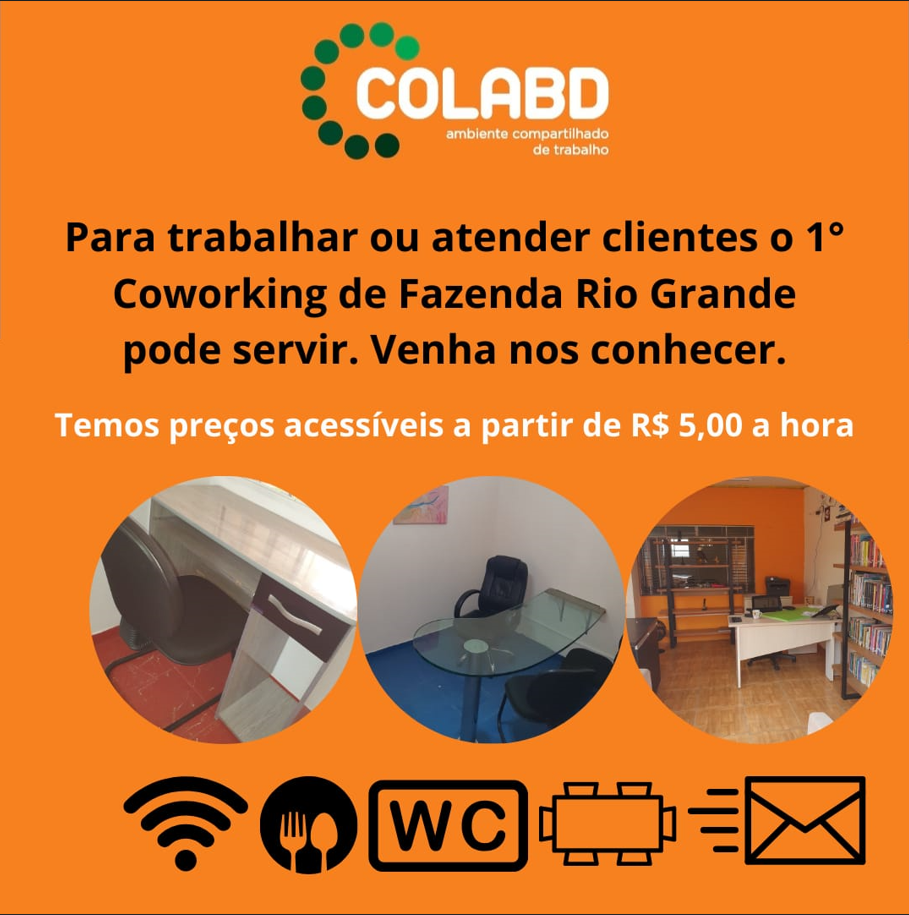 COLABD
ambiente compartilhado
de trabalho
Para trabalhar ou atender clientes o 1°
Coworking de Fazenda Rio Grande
pode servir. Venha nos conhecer.
Temos preços acessíveis a partir de R$ 5,00 a hora
WC